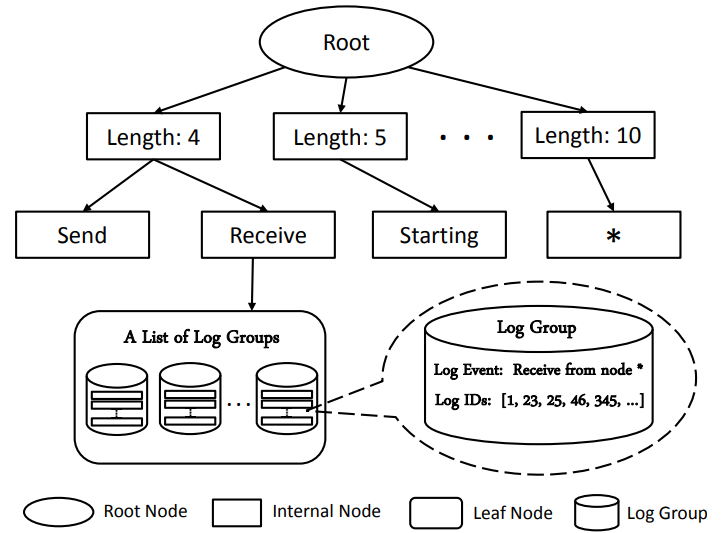 Root
Length: 4
Length: 5
. . .
Length: 10
Send
Receive
Starting
*
A List of Log Groups
...
Log Group
Log Event: Receive from node *
Log IDs: [1, 23, 25, 46, 345, ...]
Root Node
Internal Node
Leaf Node
Log Group